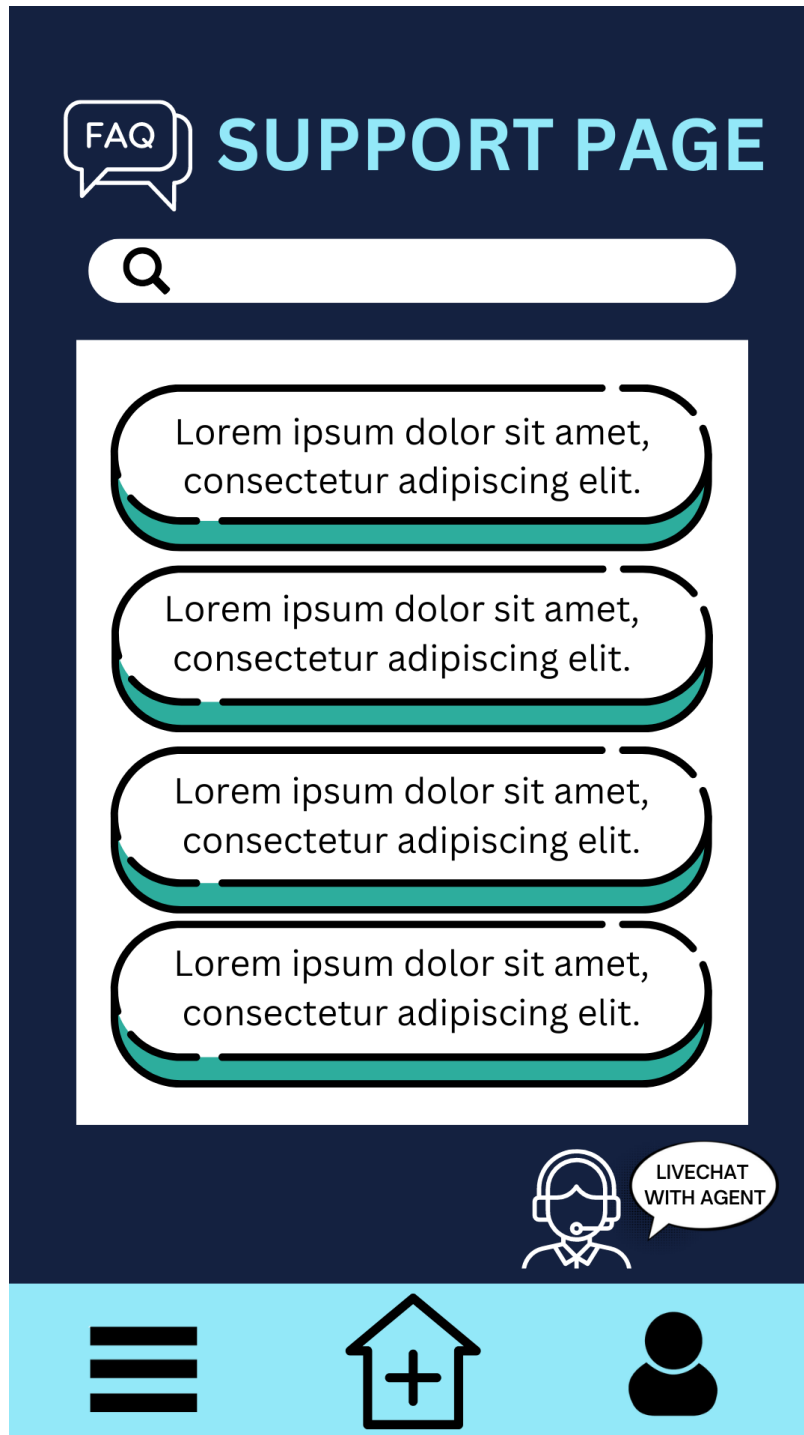 FAQ
SUPPORT PAGE
Lorem ipsum dolor sit amet,
consectetur adipiscing elit.
Lorem ipsum dolor sit amet,
consectetur adipiscing elit.
Lorem ipsum dolor sit amet,
consectetur adipiscing elit.
Lorem ipsum dolor sit amet,
consectetur adipiscing elit.
LIVECHAT
WITH AGENT